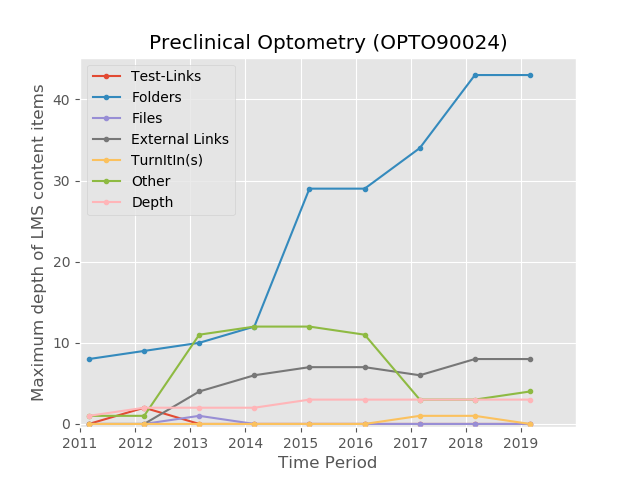 Preclinical Optometry (OPTO90024)
Test-Links
Folders
Files
External Links
TurnItIn(s)
Other
Depth
Maximum depth of LMS content items
40
30
20
10
0
2011 2012 2013 2014 2015 2016 2017 2018 2019
Time Period